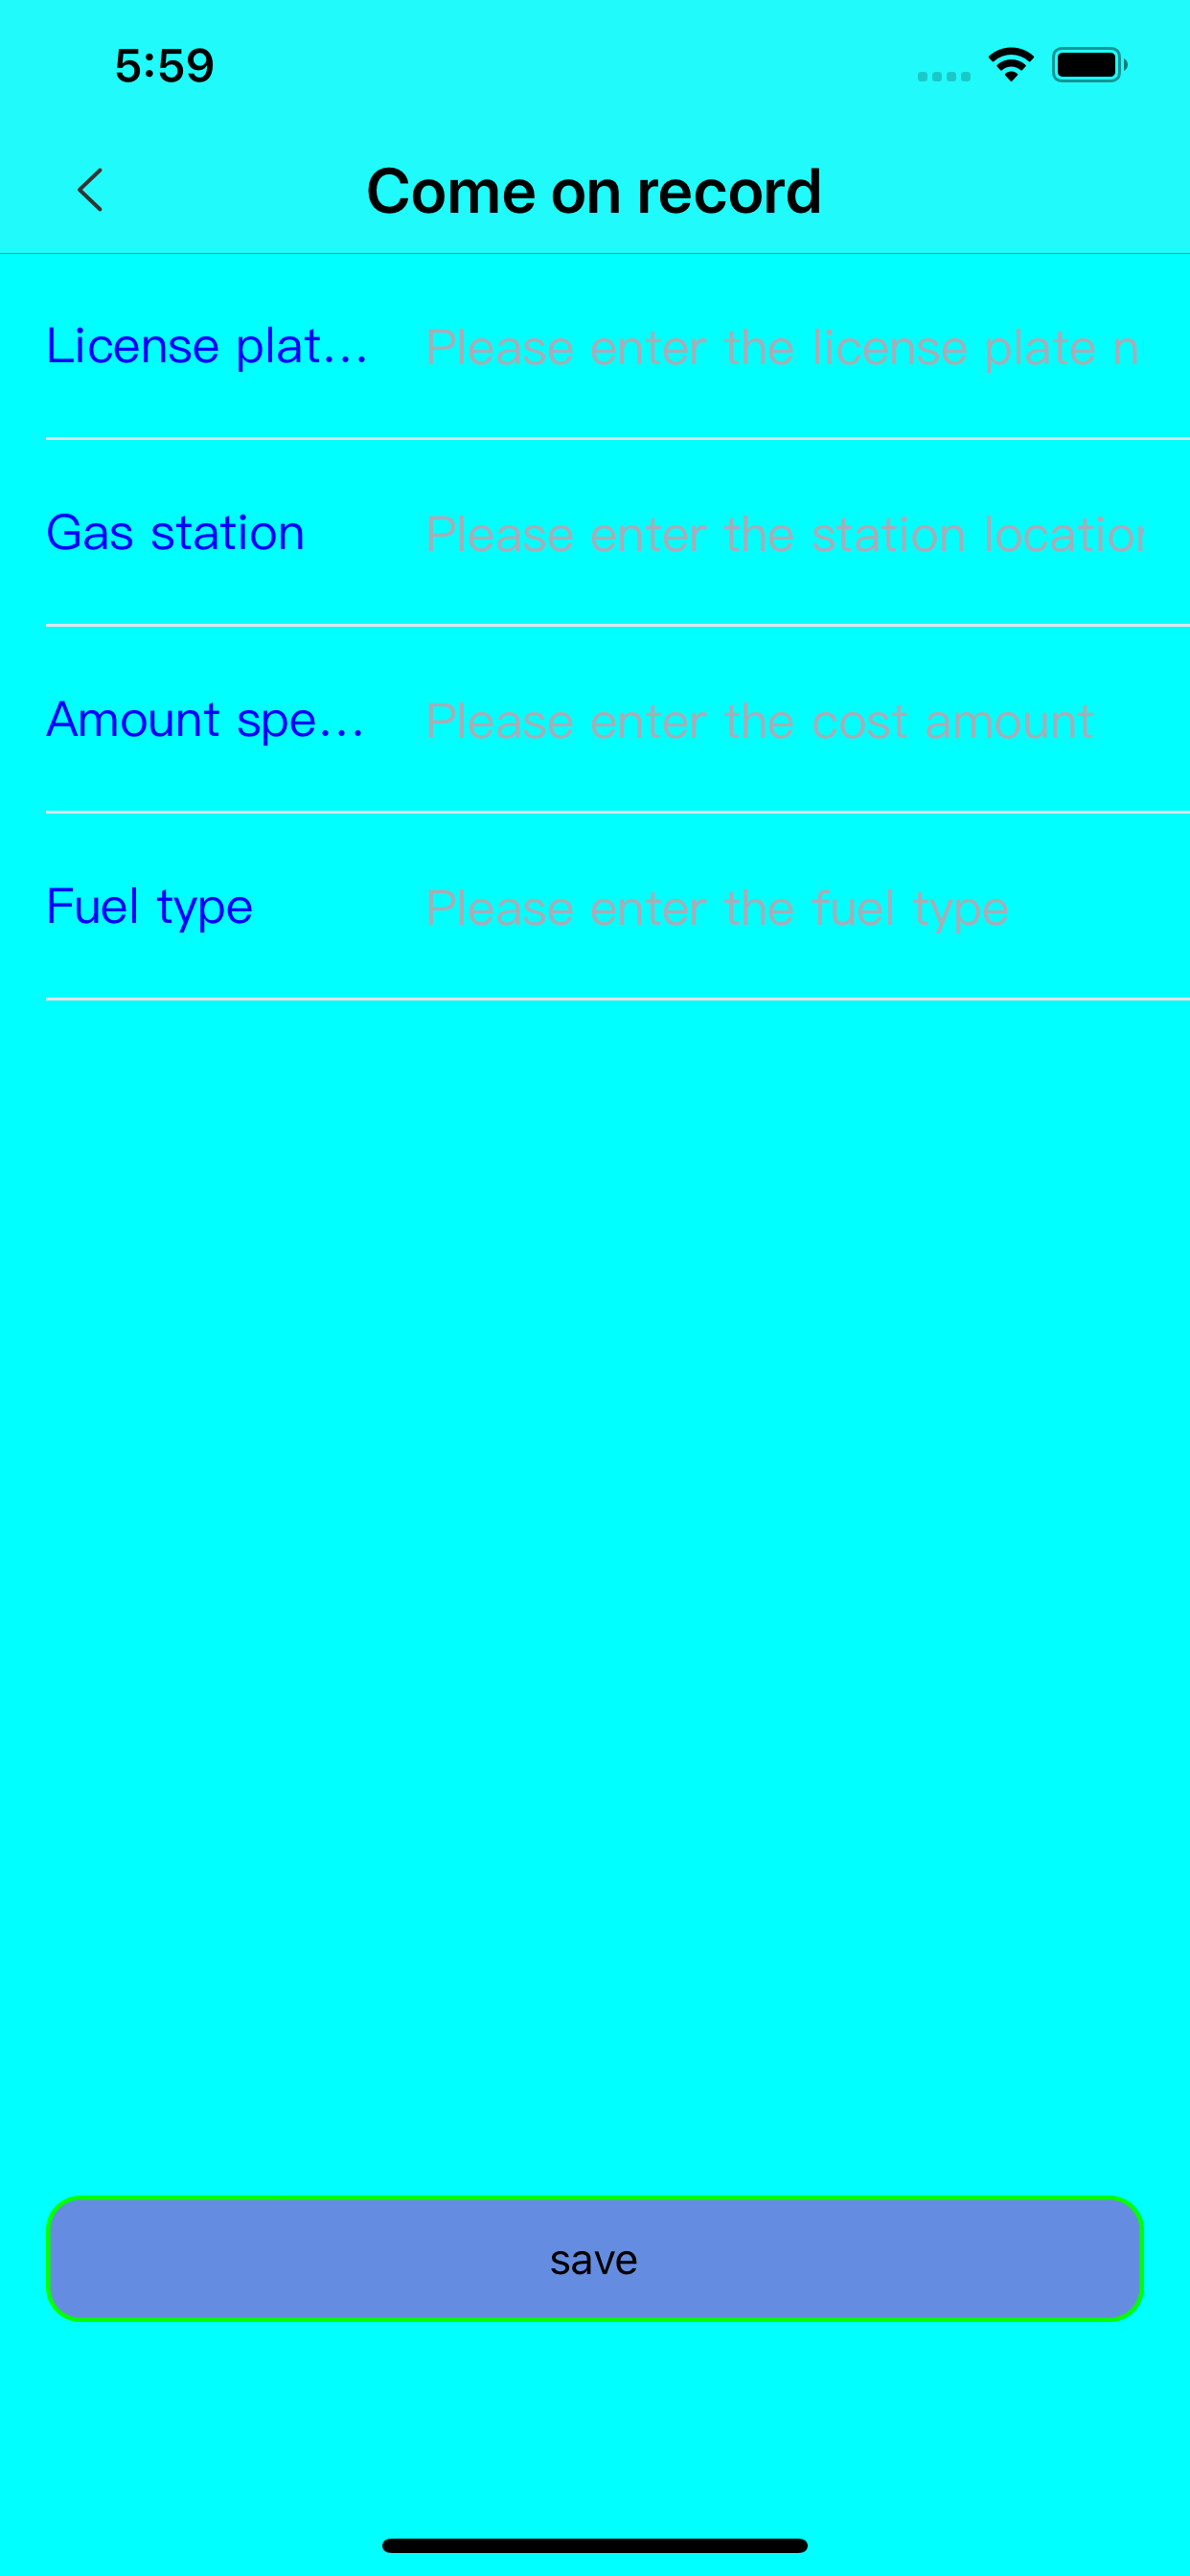 5:59
Come on record
License plat...
Please enter the license plate n
Gas station
Please enter the station location
Amount spe...
Please enter the cost amount
Fuel type
Please enter the fuel type
save